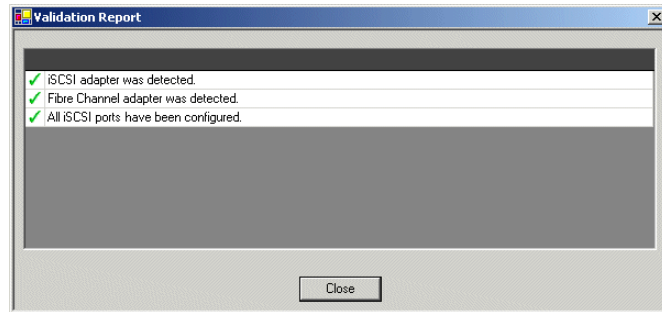 Validation Report
iSCSI adapter was detected.
Fibre Channel adapter was detected.
All iSCSI ports have been configured.
Close